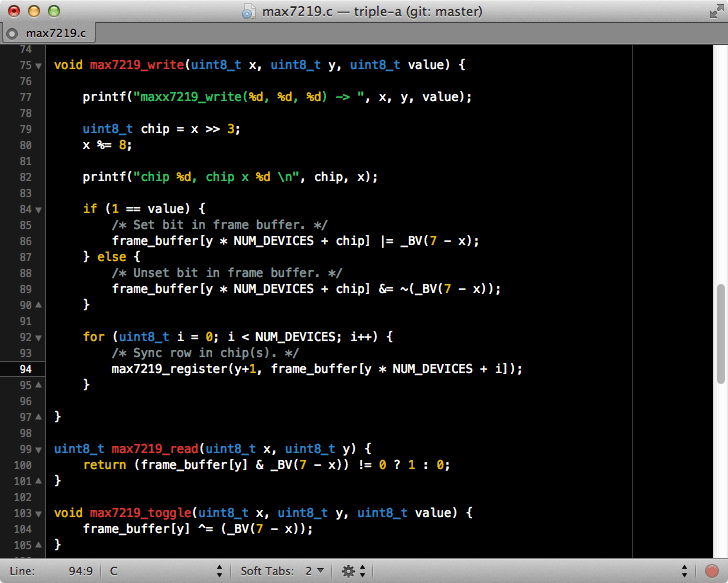 max7219.c — triple-a (git: master)
max7219.c
74
75 void max7219_write(uint8_t x, uint8_t y, uint8_t value) {
76
77     printf("maxx7219_write(%d, %d, %d) -> ", x, y, value);
78
79     uint8_t chip = x >> 3;
80     x %= 8;
81
82     printf("chip %d, chip x %d \n", chip, x);
83
84     if (1 == value) {
85         /* Set bit in frame buffer. */
86         frame_buffer[y * NUM_DEVICES + chip] |= _BV(7 - x);
87     } else {
88         /* Unset bit in frame buffer. */
89         frame_buffer[y * NUM_DEVICES + chip] &= ~(_BV(7 - x));
90     }
91
92     for (uint8_t i = 0; i < NUM_DEVICES; i++) {
93         /* Sync row in chip(s). */
94         max7219_register(y+1, frame_buffer[y * NUM_DEVICES + i]);
95     }
96
97 }
98
99 uint8_t max7219_read(uint8_t x, uint8_t y) {
100     return (frame_buffer[y] & _BV(7 - x)) != 0 ? 1 : 0;
101 }
102
103 void max7219_toggle(uint8_t x, uint8_t y, uint8_t value) {
104     frame_buffer[y] ^= (_BV(7 - x));
105 }
Line: 94:9 C Soft Tabs: 2